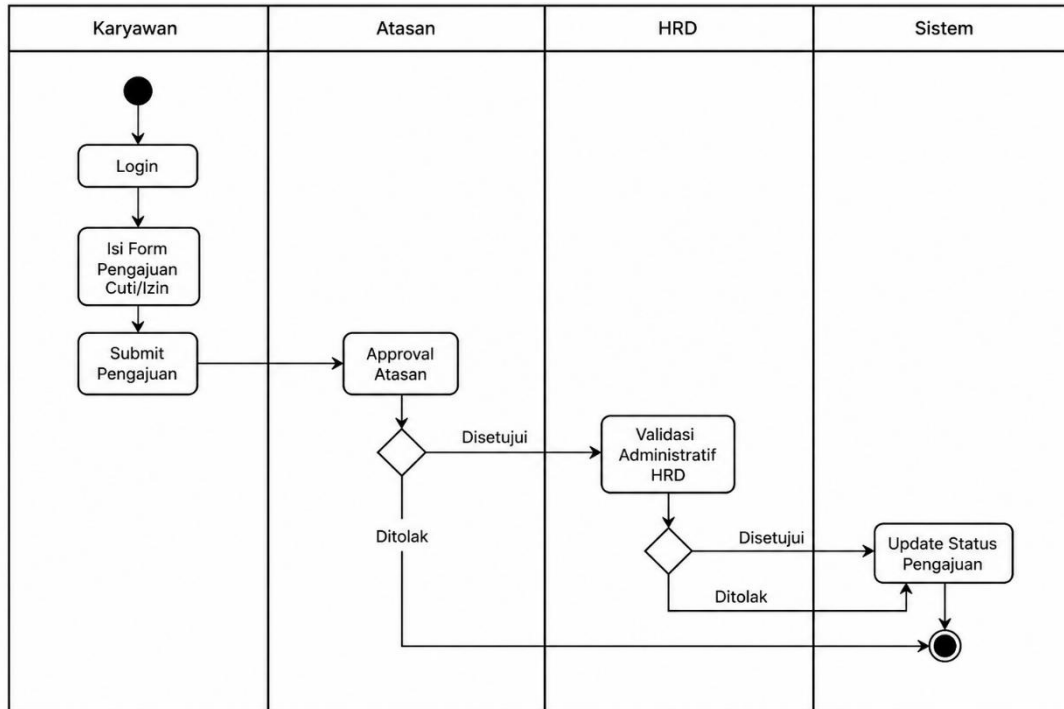 Karyawan
Atasan
HRD
Sistem
Login
Isi Form
Pengajuan
Cuti/Izin
Submit
Pengajuan
Approval
Atasan
Disetujui
Validasi
Administratif
HRD
Ditolak
Disetujui
Update Status
Pengajuan
Ditolak